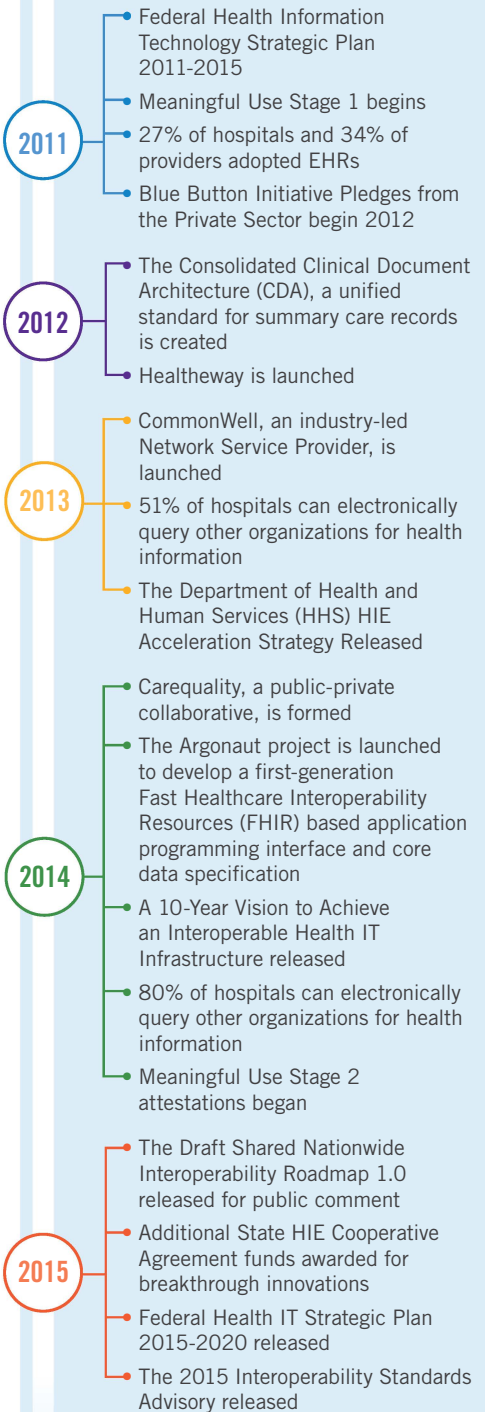 2011
Federal Health Information
Technology Strategic Plan
2011-2015
Meaningful Use Stage 1 begins
27% of hospitals and 34% of
providers adopted EHRs
Blue Button Initiative Pledges from
the Private Sector begin 2012
2012
The Consolidated Clinical Document
Architecture (CDA), a unified
standard for summary care records
is created
Healtheway is launched
2013
CommonWell, an industry-led
Network Service Provider, is
launched
51% of hospitals can electronically
query other organizations for health
information
The Department of Health and
Human Services (HHS) HIE
Acceleration Strategy Released
2014
Carequality, a public-private
collaborative, is formed
The Argonaut project is launched
to develop a first-generation
Fast Healthcare Interoperability
Resources (FHIR) based application
programming interface and core
data specification
A 10-Year Vision to Achieve
an Interoperable Health IT
Infrastructure released
80% of hospitals can electronically
query other organizations for health
information
Meaningful Use Stage 2
attestations began
2015
The Draft Shared Nationwide
Interoperability Roadmap 1.0
released for public comment
Additional State HIE Cooperative
Agreement funds awarded for
breakthrough innovations
Federal Health IT Strategic Plan
2015-2020 released
The 2015 Interoperability Standards
Advisory released